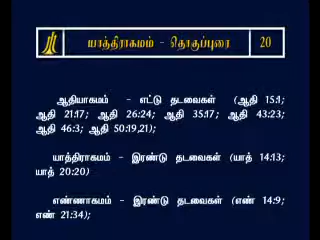 யாத்திராகமம் - தொகுப்புரை 20
ஆதியாகமம் - எட்டு தடவைகள் (ஆதி 15:1;
ஆதி 21:17; ஆதி 26:24; ஆதி 35:17; ஆதி 43:23;
ஆதி 46:3; ஆதி 50:19,21);
யாத்திராகமம் - இரண்டு தடவைகள் (யாத் 14:13;
யாத் 20:20)
எண்ணாகமம் - இரண்டு தடவைகள் (எண் 14:9;
எண் 21:34);